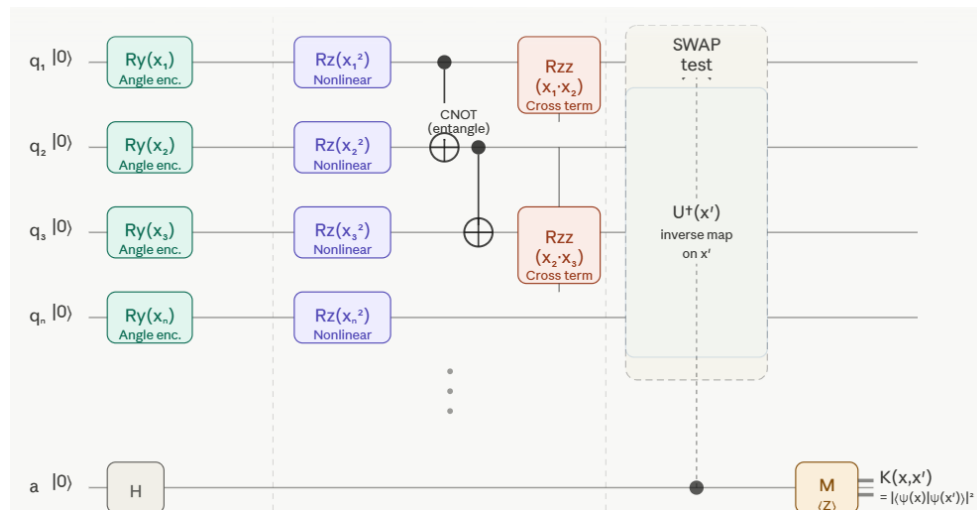 q₁ |0⟩
Ry(x₁)
Angle enc.
Rz(x₁²)
Nonlinear
Rzz
(x₁·x₂)
Cross term
SWAP
test
CNOT
(entangle)
q₂ |0⟩
Ry(x₂)
Angle enc.
Rz(x₂²)
Nonlinear
q₃ |0⟩
Ry(x₃)
Angle enc.
Rz(x₃²)
Nonlinear
Rzz
(x₂·x₃)
Cross term
U†(x′)
inverse map
on x′
qₙ |0⟩
Ry(xₙ)
Angle enc.
Rz(xₙ²)
Nonlinear
a |0⟩
H
M
⟨Z⟩
K(x,x′)
= |⟨ψ(x)|ψ(x′)⟩|²